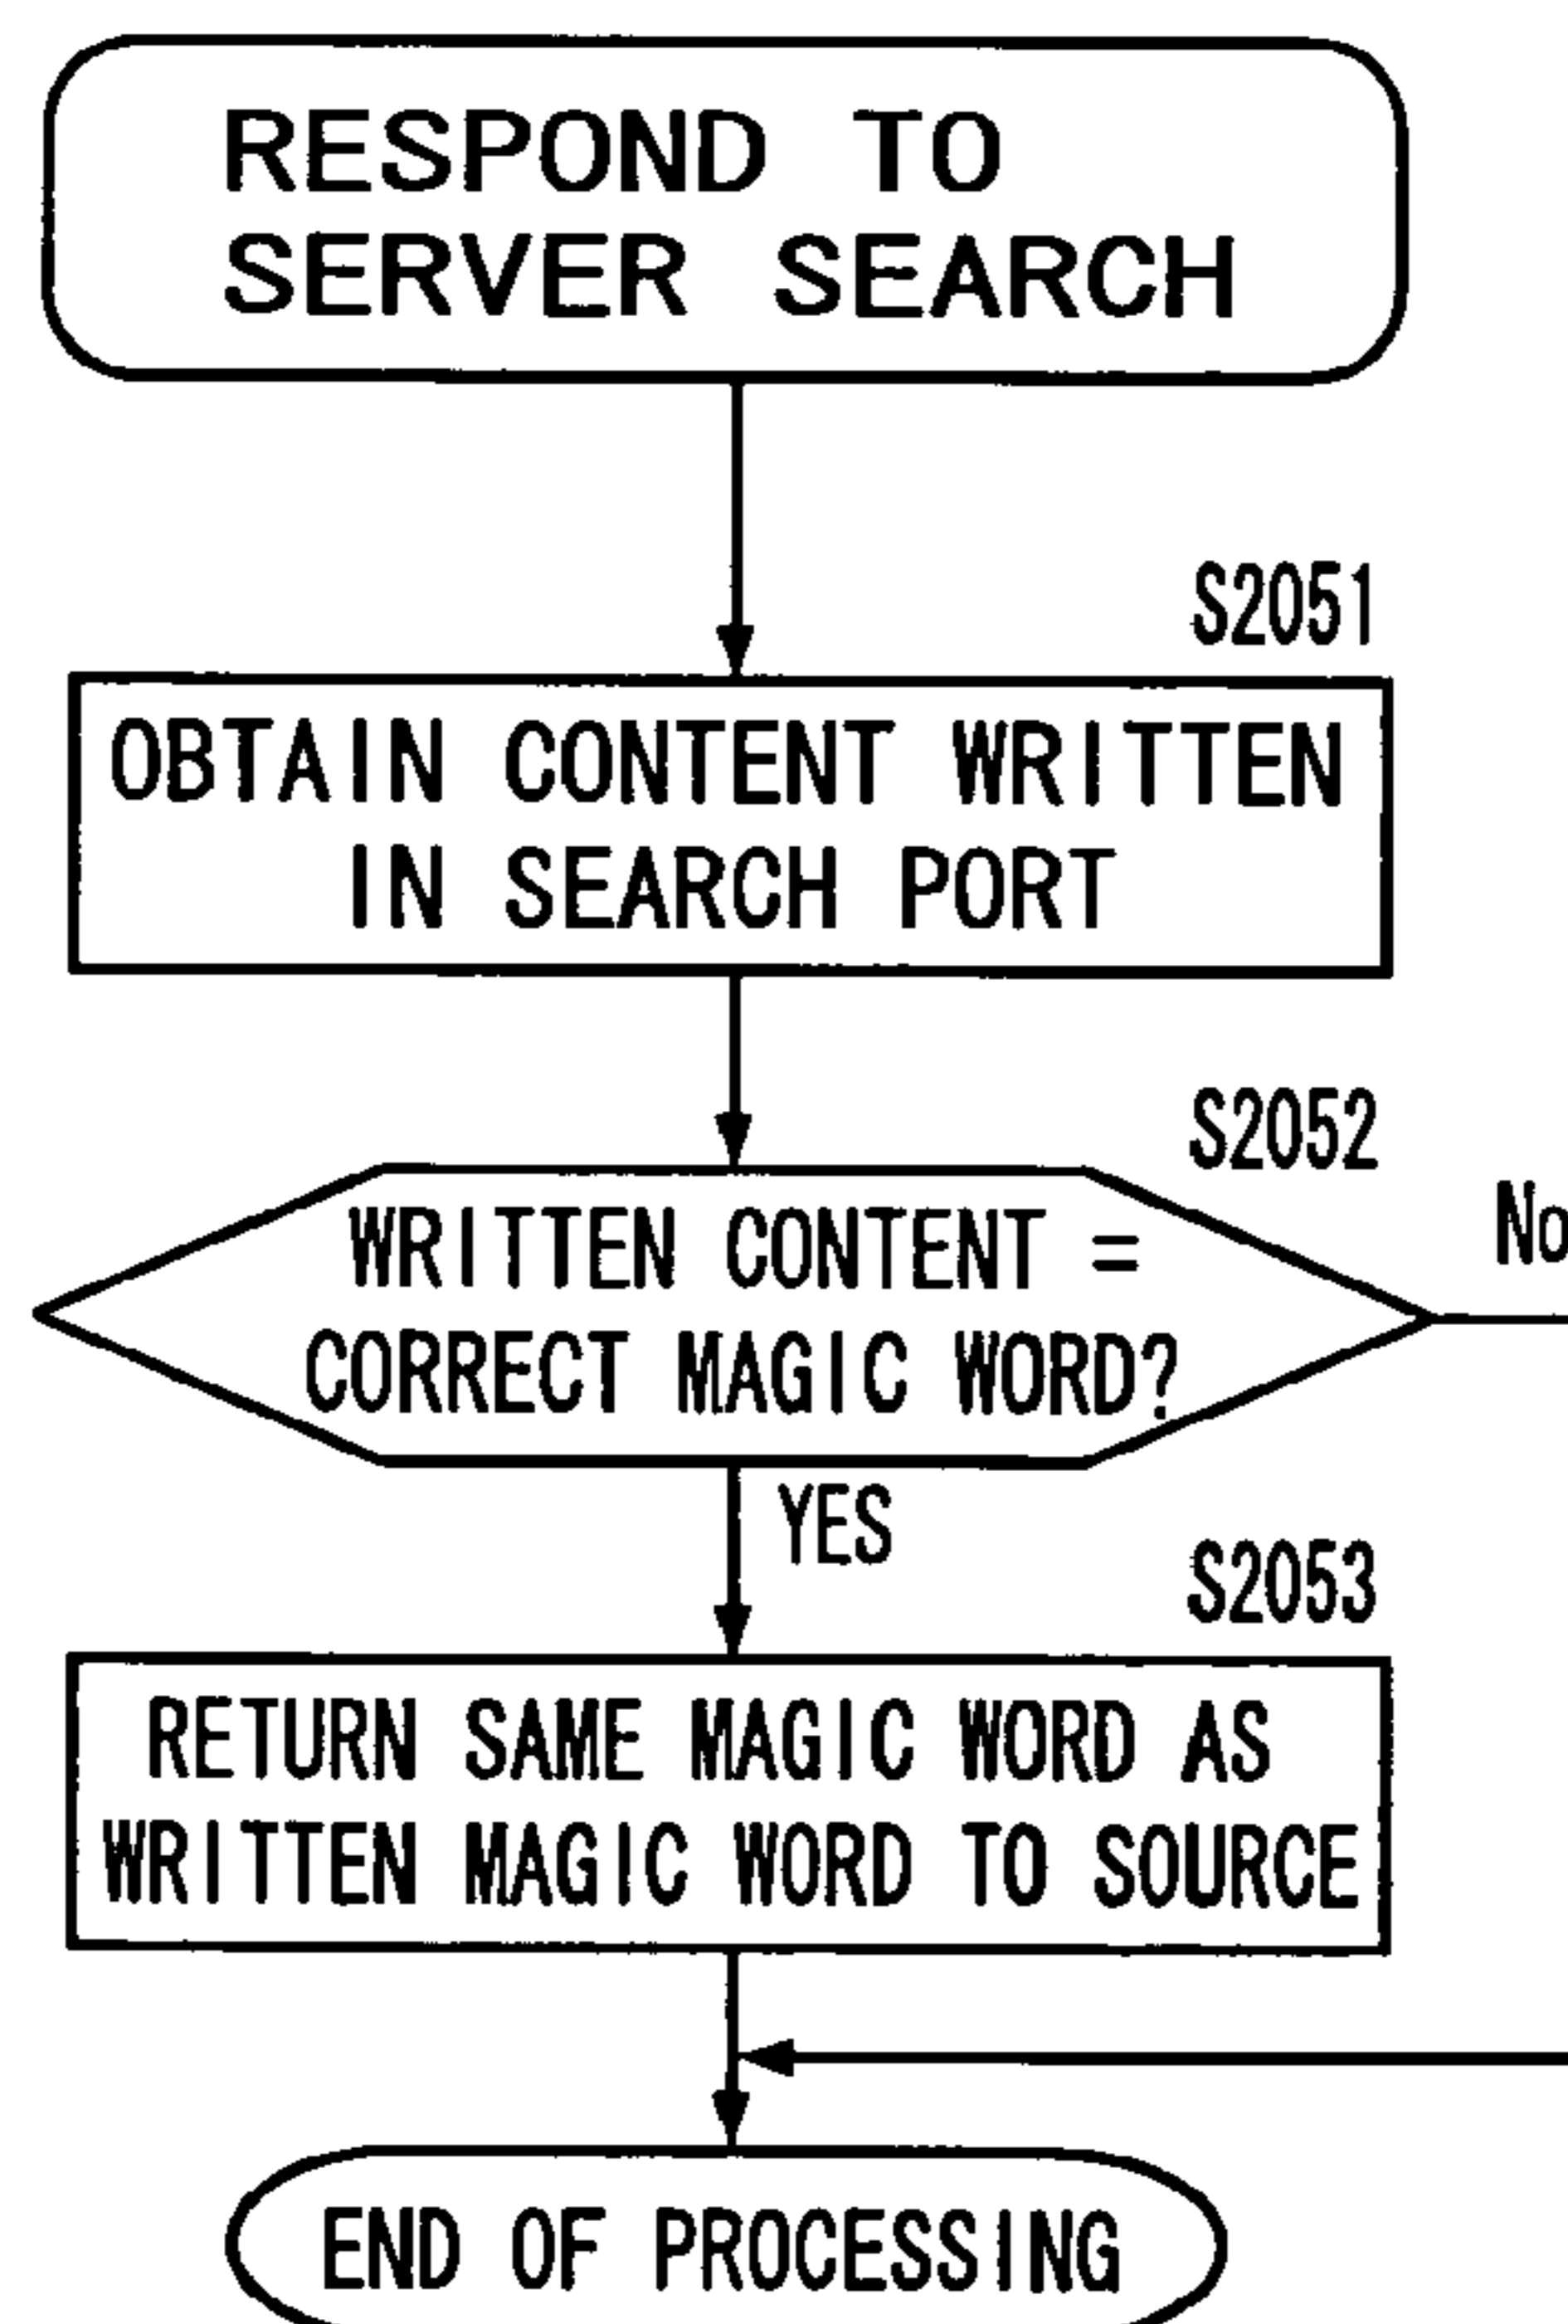 RESPOND TO
SERVER SEARCH
S2051
OBTAIN CONTENT WRITTEN
IN SEARCH PORT
S2052
No
WRITTEN CONTENT =
CORRECT MAGIC WORD?
YES
S2053
RETURN SAME MAGIC WORD AS
WRITTEN MAGIC WORD TO SOURCE
END OF PROCESSING